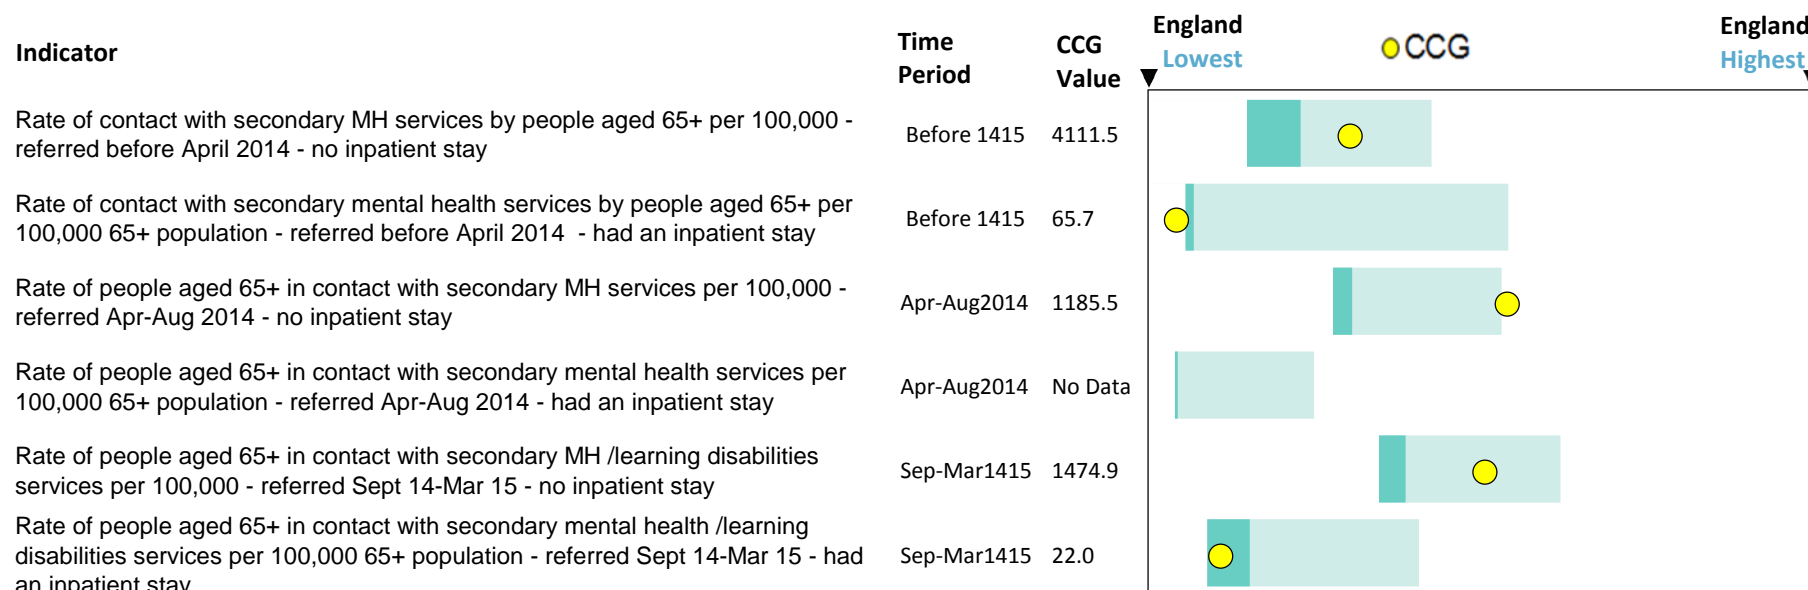 Indicator
Time Period
CCG Value
England Lowest
CCG
England Highest
Rate of contact with secondary MH services by people aged 65+ per 100,000 -
referred before April 2014 - no inpatient stay
Before 1415 4111.5
Rate of contact with secondary mental health services by people aged 65+ per
100,000 65+ population - referred before April 2014 - had an inpatient stay
Before 1415 65.7
Rate of people aged 65+ in contact with secondary MH services per 100,000 -
referred Apr-Aug 2014 - no inpatient stay
Apr-Aug2014 1185.5
Rate of people aged 65+ in contact with secondary mental health services per
100,000 65+ population - referred Apr-Aug 2014 - had an inpatient stay
Apr-Aug2014 No Data
Rate of people aged 65+ in contact with secondary MH /learning disabilities
services per 100,000 - referred Sept 14-Mar 15 - no inpatient stay
Sep-Mar1415 1474.9
Rate of people aged 65+ in contact with secondary mental health /learning
disabilities services per 100,000 65+ population - referred Sept 14-Mar 15 - had
an inpatient stay
Sep-Mar1415 22.0